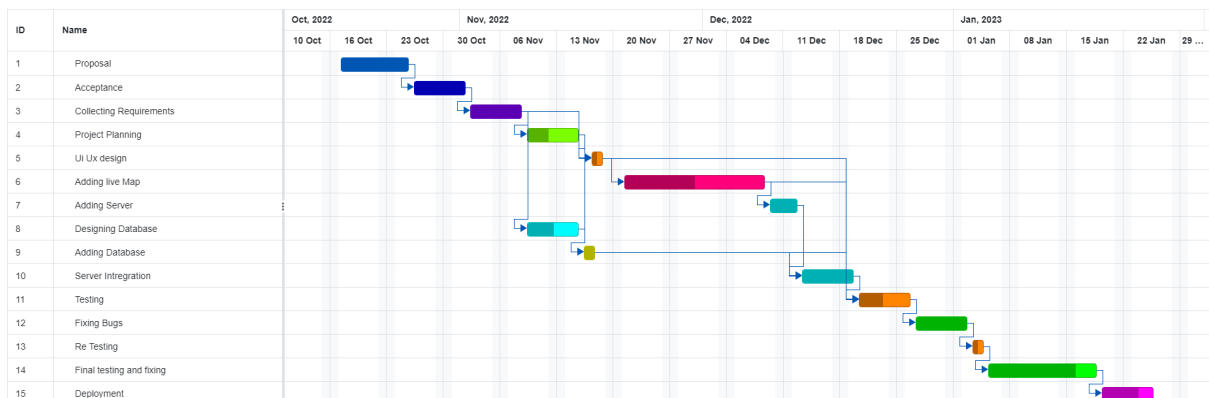 Oct, 2022 Nov, 2022 Dec, 2022 Jan, 2023
ID Name
10 Oct 16 Oct 23 Oct 30 Oct 06 Nov 13 Nov 20 Nov 27 Nov 04 Dec 11 Dec 18 Dec 25 Dec 01 Jan 08 Jan 15 Jan 22 Jan 29 ...
1 Proposal
2 Acceptance
3 Collecting Requirements
4 Project Planning
5 Ui Ux design
6 Adding live Map
7 Adding Server
8 Designing Database
9 Adding Database
10 Server Intregration
11 Testing
12 Fixing Bugs
13 Re Testing
14 Final testing and fixing
15 Deployment